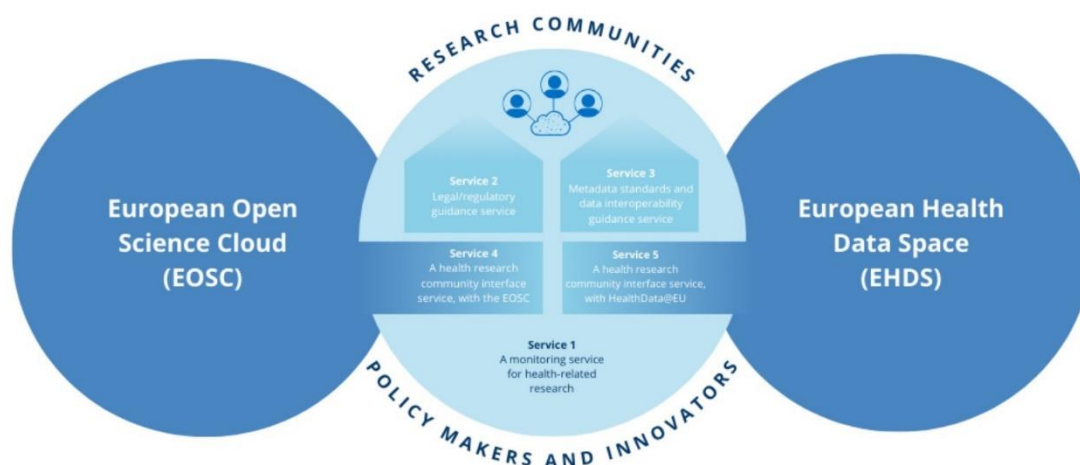 RESEARCH COMMUNITIES
European Open
Science Cloud
(EOSC)
Service 2
Legal/regulatory
guidance service
Service 3
Metadata standards and
data interoperability
guidance service
Service 4
A health research
community interface
service, with the EOSC
Service 5
A health research
community interface service,
with HealthData@EU
Service 1
A monitoring service
for health-related
research
European Health
Data Space
(EHDS)
POLICY MAKERS AND INNOVATORS